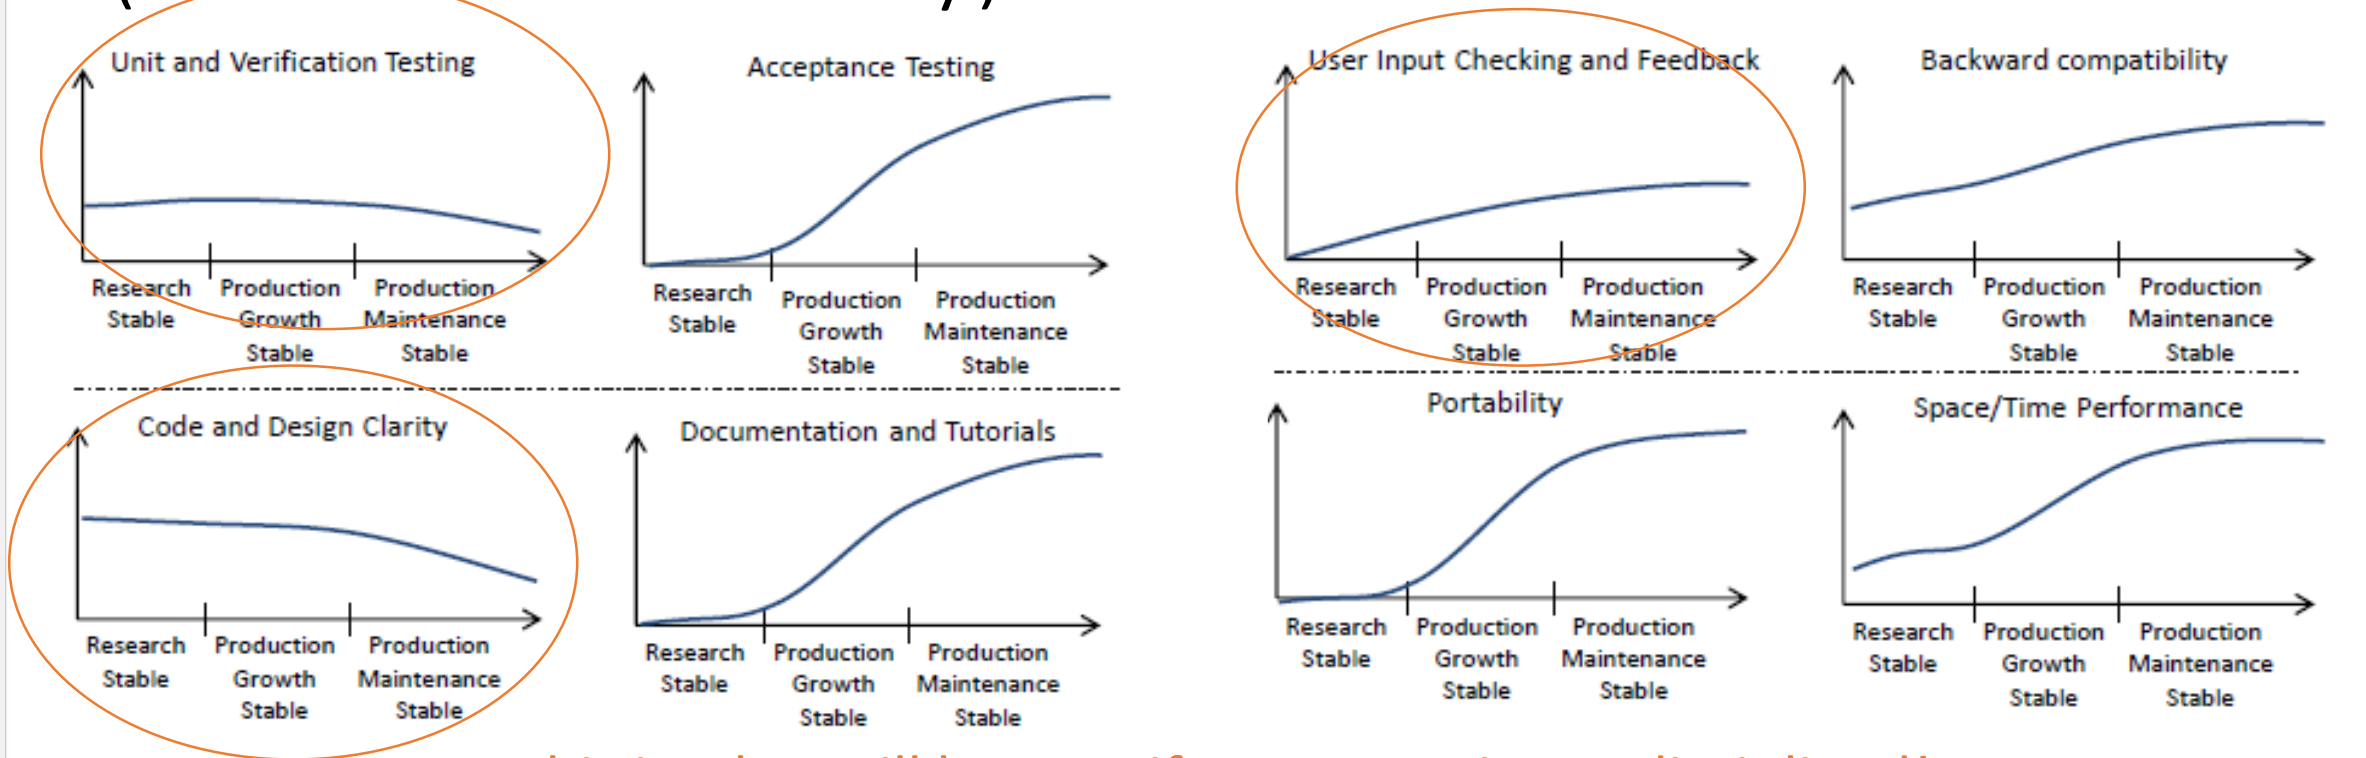 Unit and Verification Testing
Research
Stable
Production
Growth
Stable
Production
Maintenance
Stable
Acceptance Testing
Research
Stable
Production
Growth
Stable
Production
Maintenance
Stable
User Input Checking and Feedback
Research
Stable
Production
Growth
Stable
Production
Maintenance
Stable
Backward compatibility
Research
Stable
Production
Growth
Stable
Production
Maintenance
Stable
Code and Design Clarity
Research
Stable
Production
Growth
Stable
Production
Maintenance
Stable
Documentation and Tutorials
Research
Stable
Production
Growth
Stable
Production
Maintenance
Stable
Portability
Research
Stable
Production
Growth
Stable
Production
Maintenance
Stable
Space/Time Performance
Research
Stable
Production
Growth
Stable
Production
Maintenance
Stable